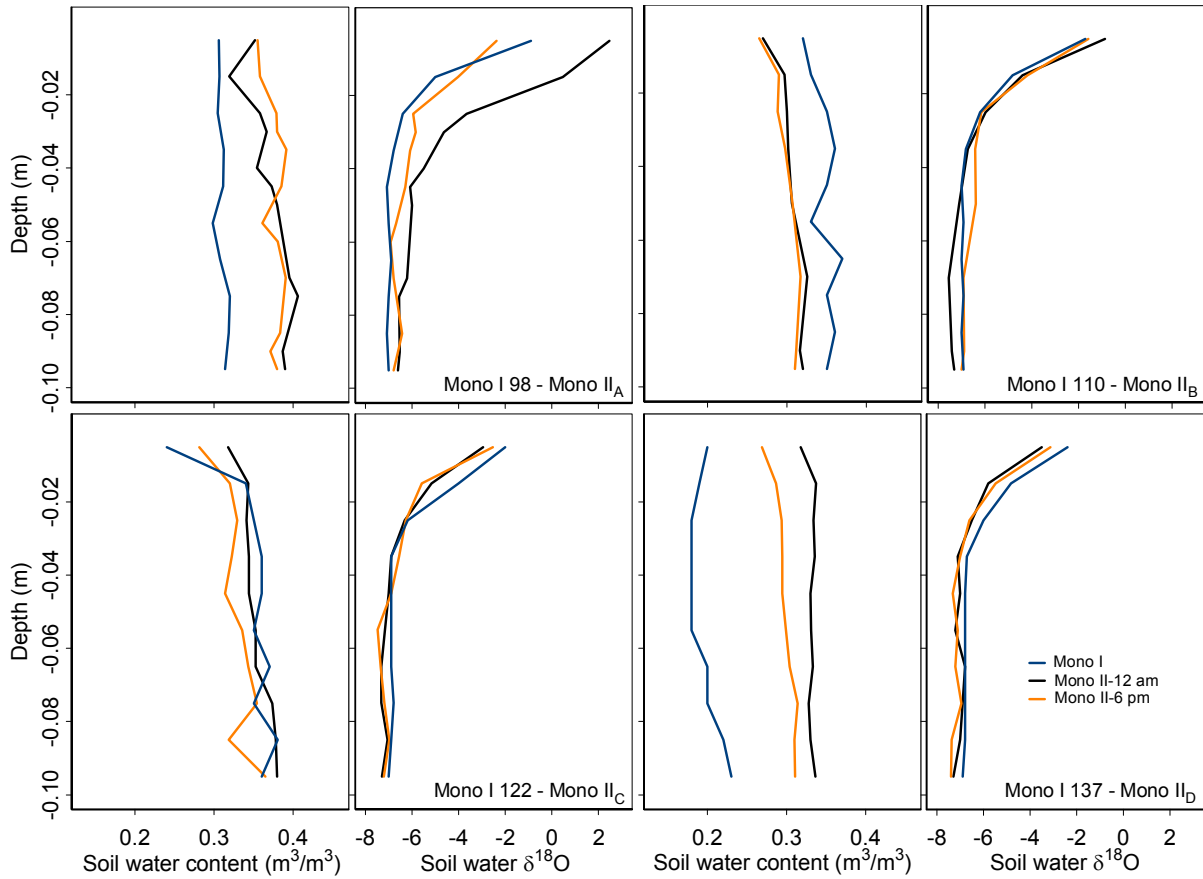 Depth (m)
-0.02
-0.04
-0.06
-0.08
-0.10
Mono I 98 - Mono II_A
Mono I 110 - Mono II_B
Depth (m)
-0.02
-0.04
-0.06
-0.08
-0.10
Mono I
Mono II-12 am
Mono II-6 pm
Mono I 122 - Mono II_C
Mono I 137 - Mono II_D
0.2 0.3 0.4 -8 -6 -4 -2 0 2 0.2 0.3 0.4 -8 -6 -4 -2 0 2
Soil water content (m³/m³) Soil water δ¹⁸O Soil water content (m³/m³) Soil water δ¹⁸O